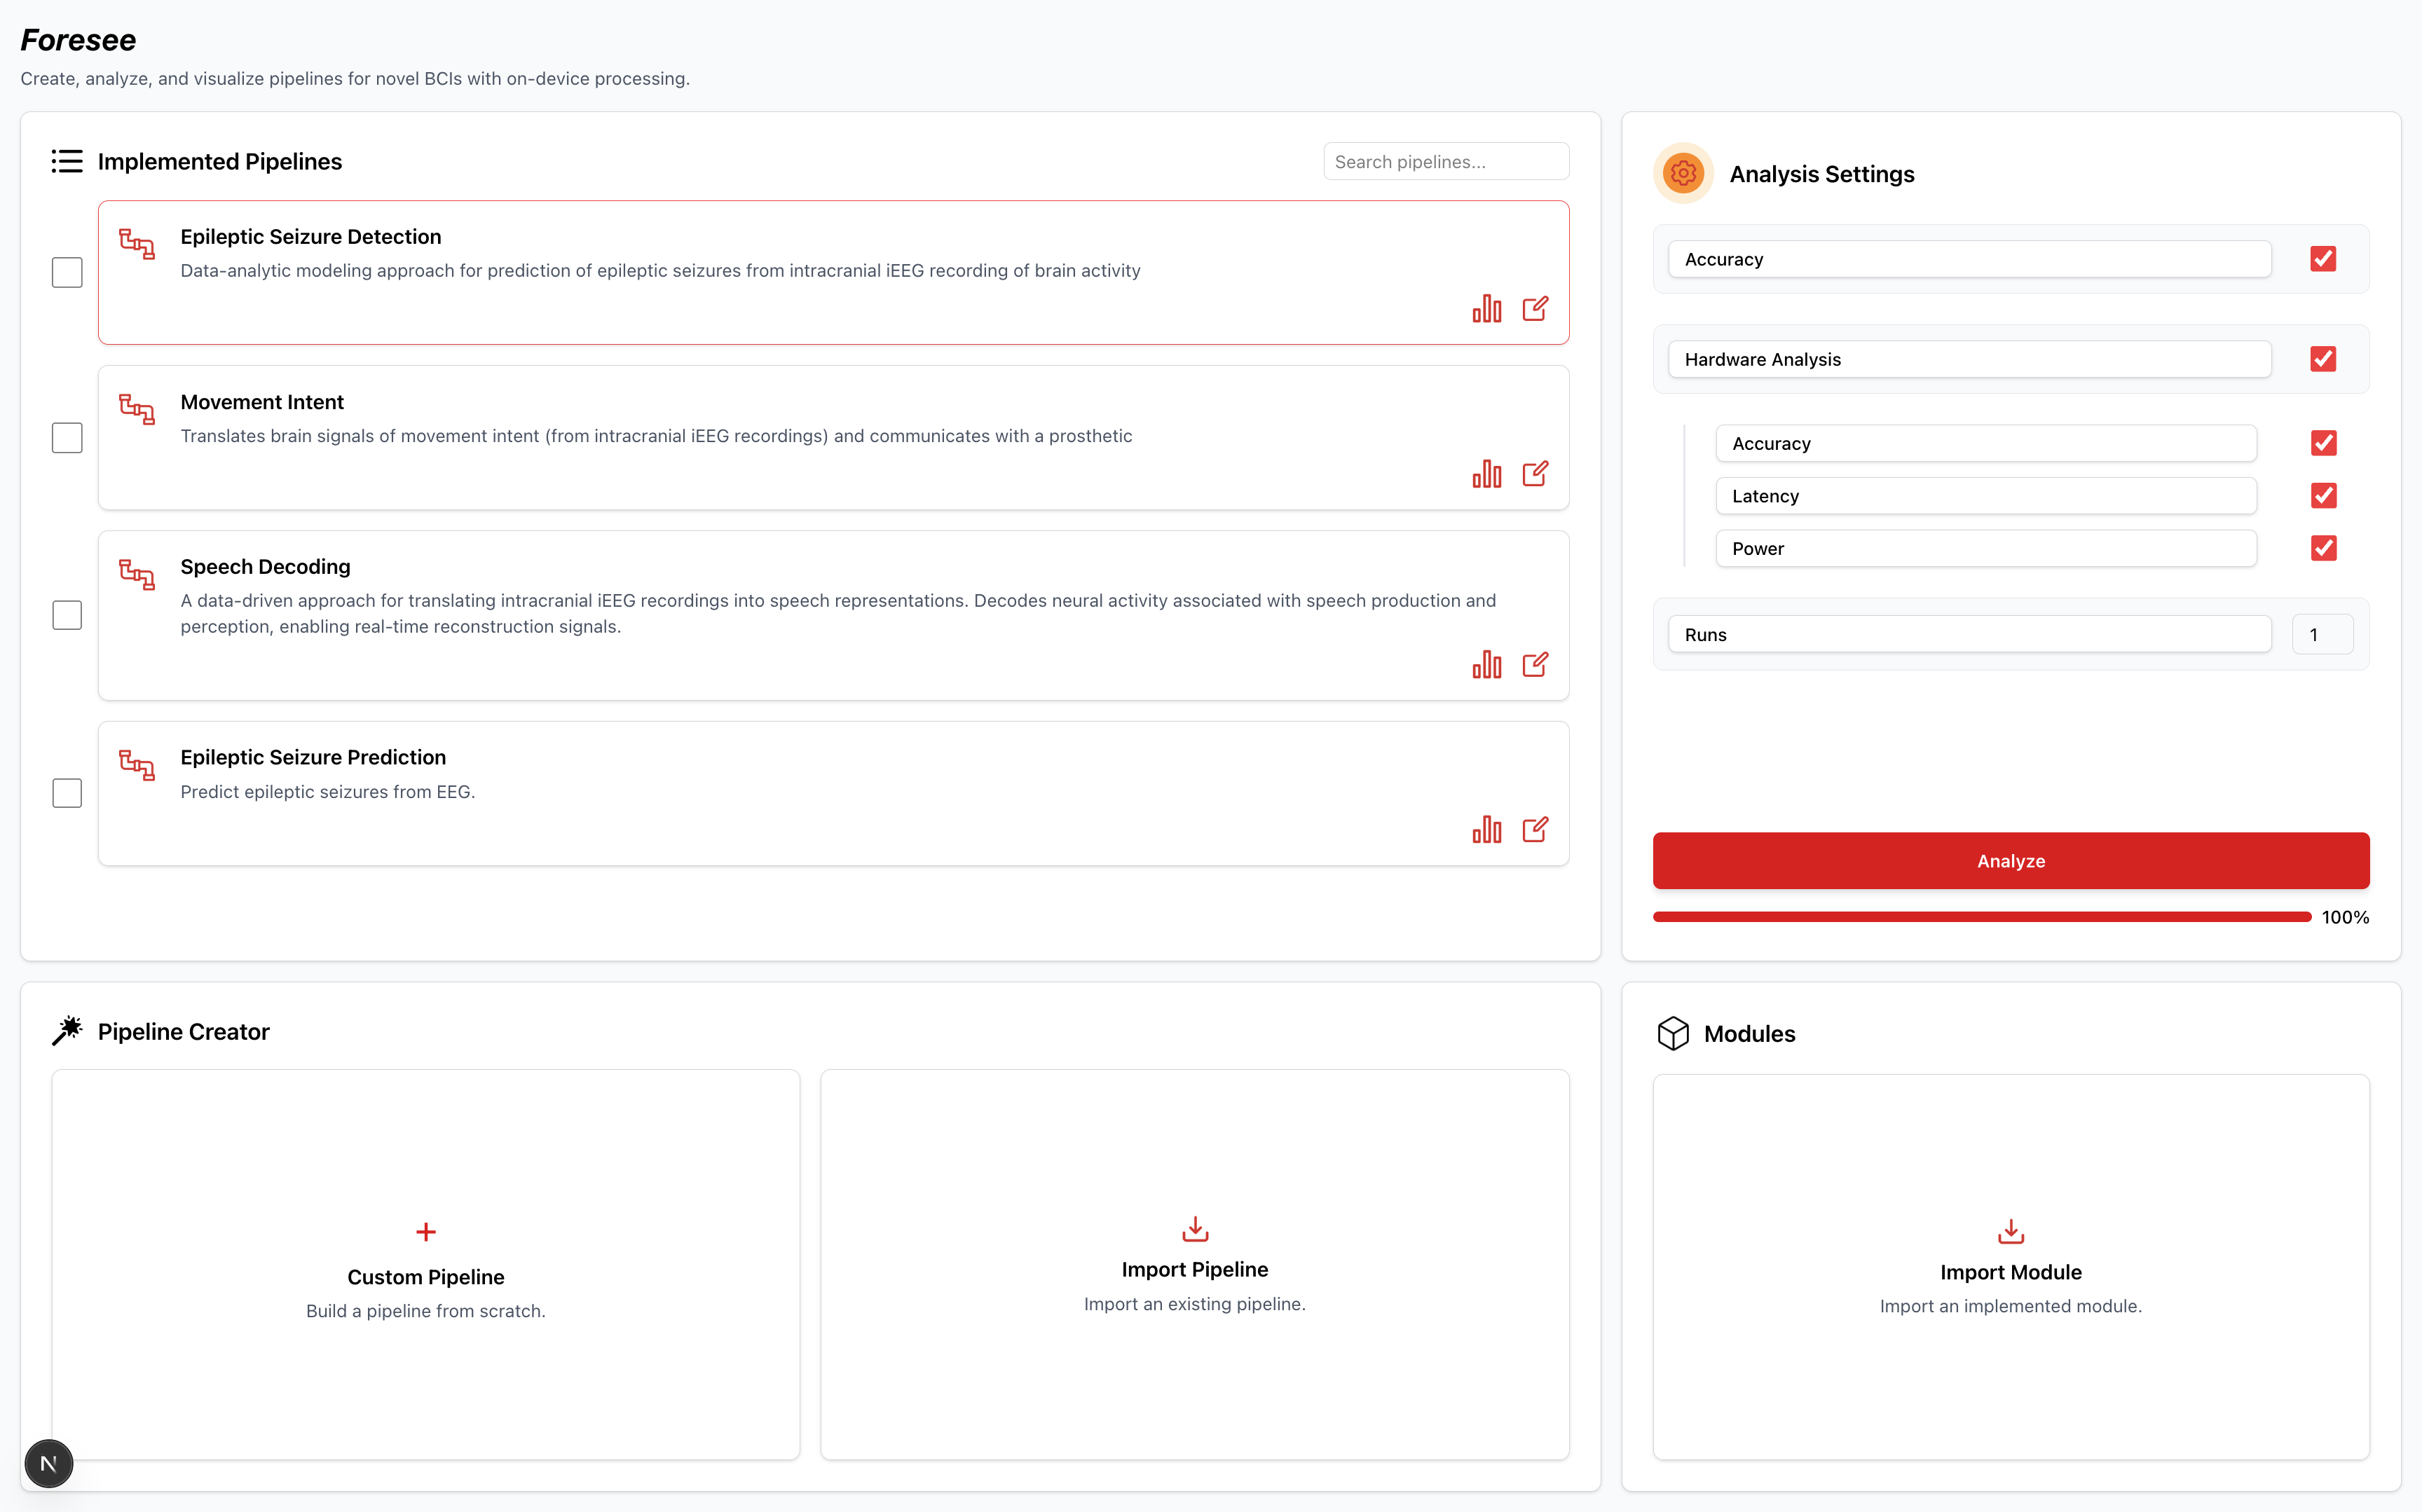 Foresee
Create, analyze, and visualize pipelines for novel BCIs with on-device processing.
Implemented Pipelines
Search pipelines...
Epileptic Seizure Detection
Data-analytic modeling approach for prediction of epileptic seizures from intracranial iEEG recording of brain activity
Movement Intent
Translates brain signals of movement intent (from intracranial iEEG recordings) and communicates with a prosthetic
Speech Decoding
A data-driven approach for translating intracranial iEEG recordings into speech representations. Decodes neural activity associated with speech production and
perception, enabling real-time reconstruction signals.
Epileptic Seizure Prediction
Predict epileptic seizures from EEG.
Analysis Settings
Accuracy
Hardware Analysis
Accuracy
Latency
Power
Runs
1
Analyze
100%
Pipeline Creator
Custom Pipeline
Build a pipeline from scratch.
Import Pipeline
Import an existing pipeline.
Modules
Import Module
Import an implemented module.
N